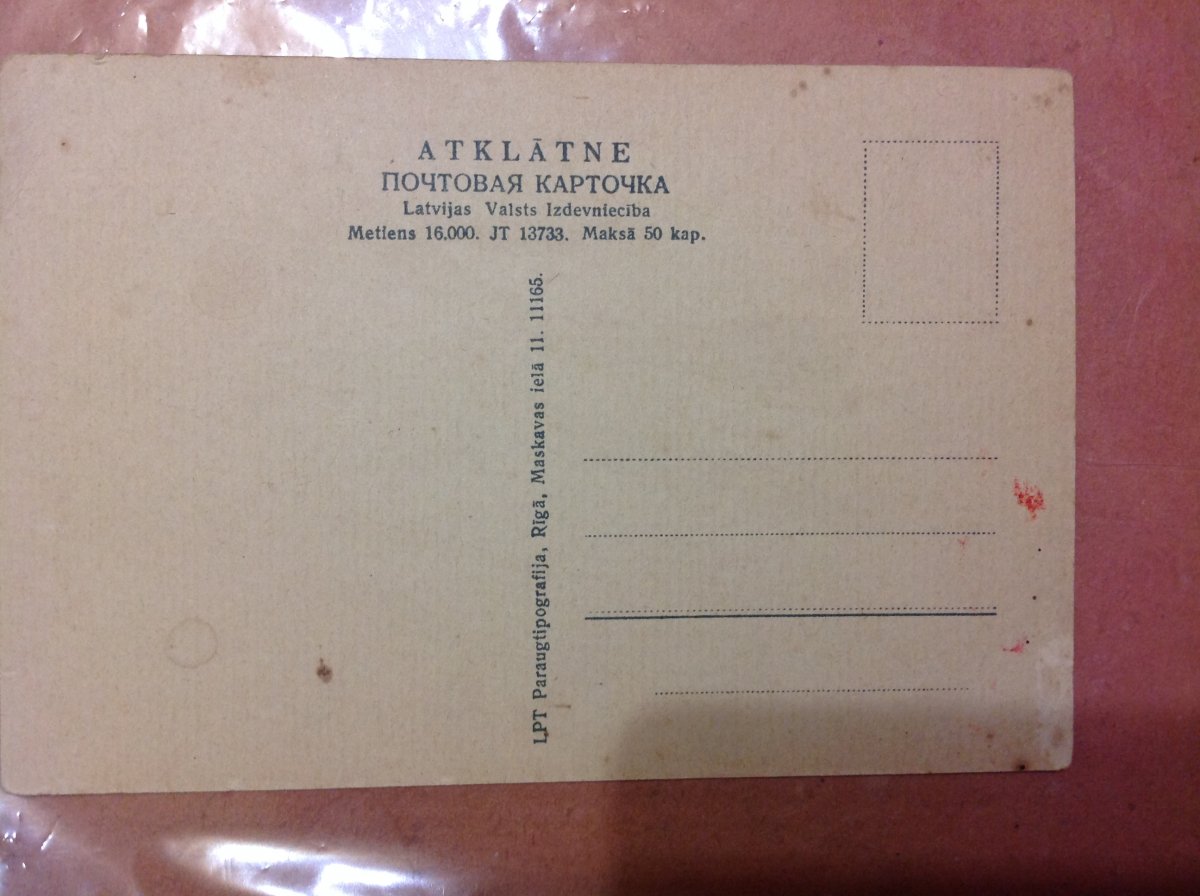 ATKLĀTNE
ПОЧТОВАЯ КАРТОЧКА
Latvijas Valsts Izdevniecība
Metiens 16.000. JT 13733. Maksā 50 kap.
LPT Paraugtipografija, Rīgā, Maskavas ielā 11. 11165.